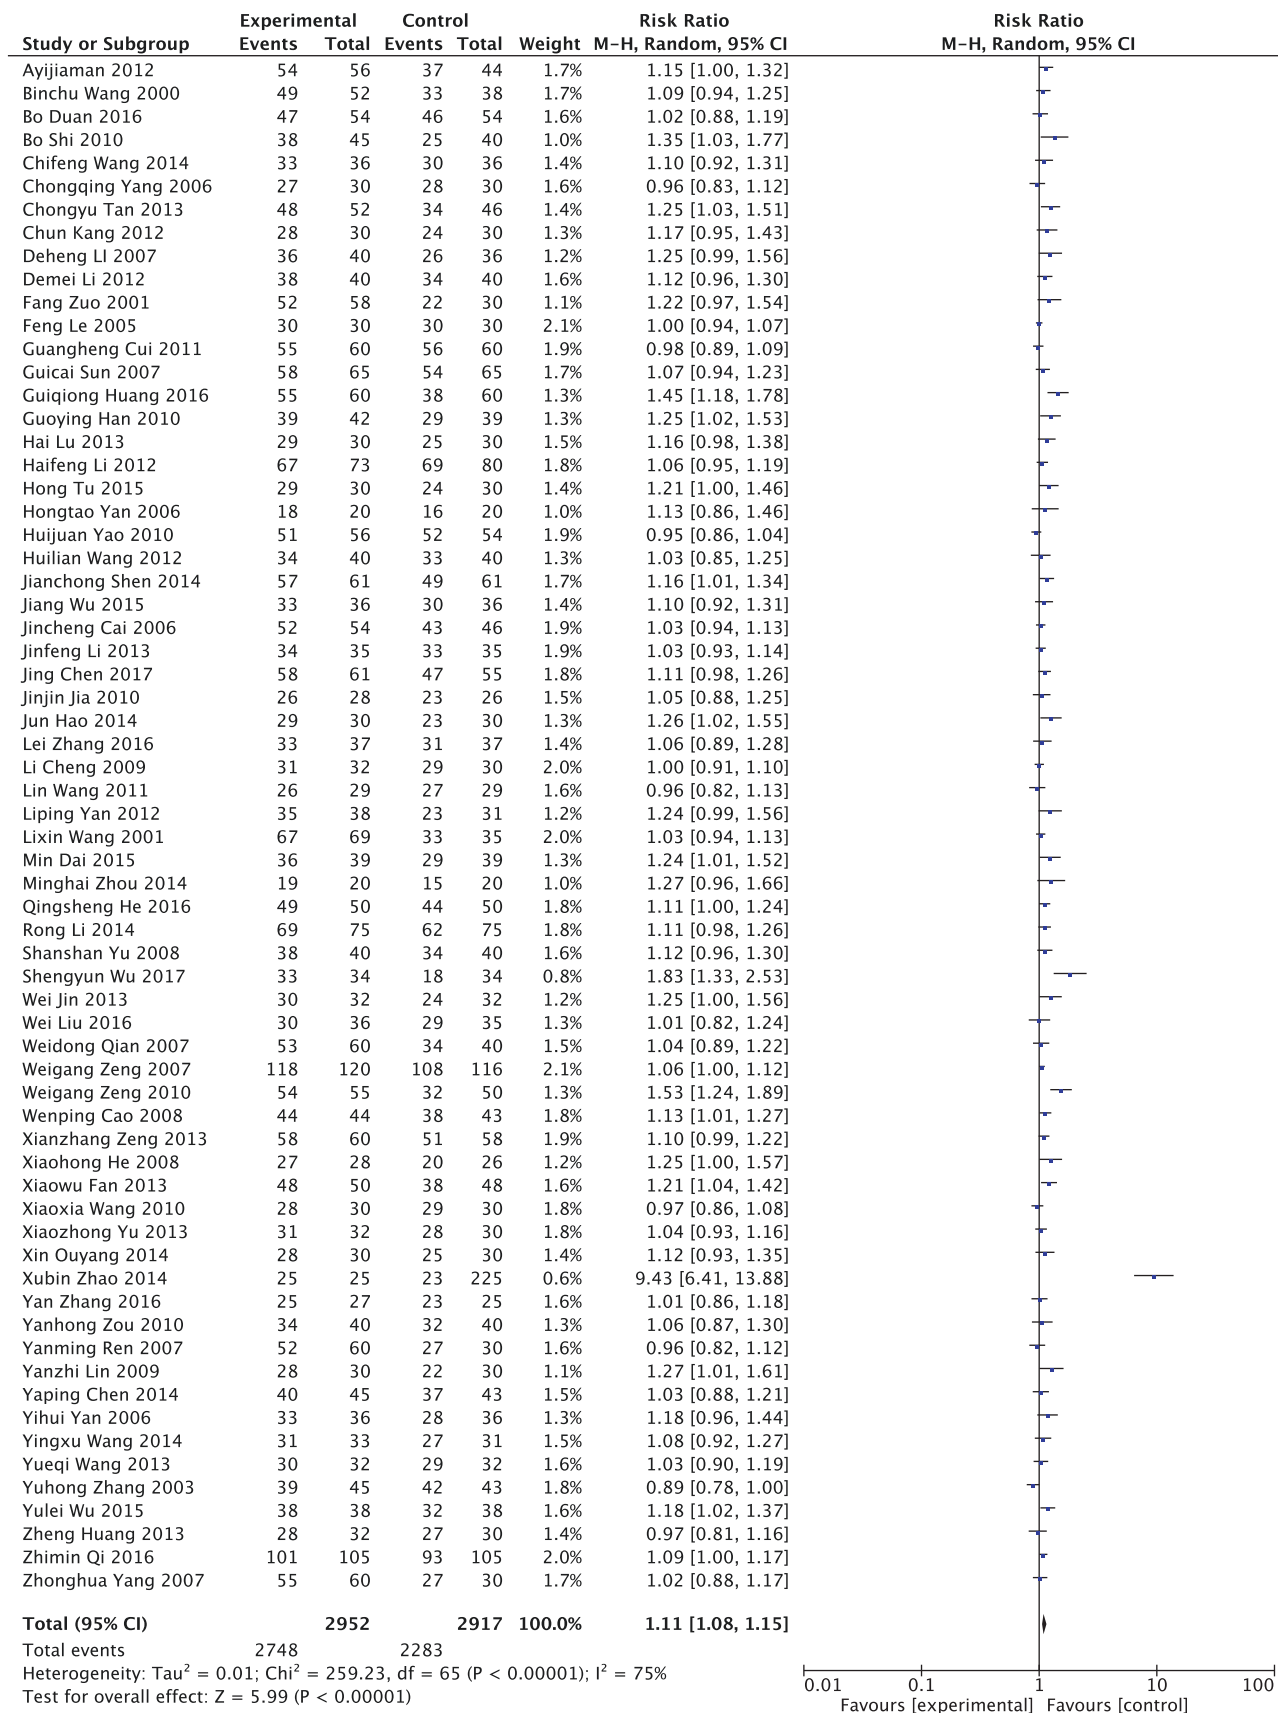 Experimental Control Risk Ratio Risk Ratio
Study or Subgroup Events Total Events Total Weight M-H, Random, 95% CI M-H, Random, 95% CI
Ayijiaman 2012 54 56 37 44 1.7% 1.15 [1.00, 1.32]
Binchu Wang 2000 49 52 33 38 1.7% 1.09 [0.94, 1.25]
Bo Duan 2016 47 54 46 54 1.6% 1.02 [0.88, 1.19]
Bo Shi 2010 38 45 25 40 1.0% 1.35 [1.03, 1.77]
Chifeng Wang 2014 33 36 30 36 1.4% 1.10 [0.92, 1.31]
Chongqing Yang 2006 27 30 28 30 1.6% 0.96 [0.83, 1.12]
Chongyu Tan 2013 48 52 34 46 1.4% 1.25 [1.03, 1.51]
Chun Kang 2012 28 30 24 30 1.3% 1.17 [0.95, 1.43]
Deheng LI 2007 36 40 26 36 1.2% 1.25 [0.99, 1.56]
Demei Li 2012 38 40 34 40 1.6% 1.12 [0.96, 1.30]
Fang Zuo 2001 52 58 22 30 1.1% 1.22 [0.97, 1.54]
Feng Le 2005 30 30 30 30 2.1% 1.00 [0.94, 1.07]
Guangheng Cui 2011 55 60 56 60 1.9% 0.98 [0.89, 1.09]
Guicai Sun 2007 58 65 54 65 1.7% 1.07 [0.94, 1.23]
Guiqiong Huang 2016 55 60 38 60 1.3% 1.45 [1.18, 1.78]
Guoying Han 2010 39 42 29 39 1.3% 1.25 [1.02, 1.53]
Hai Lu 2013 29 30 25 30 1.5% 1.16 [0.98, 1.38]
Haifeng Li 2012 67 73 69 80 1.8% 1.06 [0.95, 1.19]
Hong Tu 2015 29 30 24 30 1.4% 1.21 [1.00, 1.46]
Hongtao Yan 2006 18 20 16 20 1.0% 1.13 [0.86, 1.46]
Huijuan Yao 2010 51 56 52 54 1.9% 0.95 [0.86, 1.04]
Huilian Wang 2012 34 40 33 40 1.3% 1.03 [0.85, 1.25]
Jianchong Shen 2014 57 61 49 61 1.7% 1.16 [1.01, 1.34]
Jiang Wu 2015 33 36 30 36 1.4% 1.10 [0.92, 1.31]
Jincheng Cai 2006 52 54 43 46 1.9% 1.03 [0.94, 1.13]
Jinfeng Li 2013 34 35 33 35 1.9% 1.03 [0.93, 1.14]
Jing Chen 2017 58 61 47 55 1.8% 1.11 [0.98, 1.26]
Jinjin Jia 2010 26 28 23 26 1.5% 1.05 [0.88, 1.25]
Jun Hao 2014 29 30 23 30 1.3% 1.26 [1.02, 1.55]
Lei Zhang 2016 33 37 31 37 1.4% 1.06 [0.89, 1.28]
Li Cheng 2009 31 32 29 30 2.0% 1.00 [0.91, 1.10]
Lin Wang 2011 26 29 27 29 1.6% 0.96 [0.82, 1.13]
Liping Yan 2012 35 38 23 31 1.2% 1.24 [0.99, 1.56]
Lixin Wang 2001 67 69 33 35 2.0% 1.03 [0.94, 1.13]
Min Dai 2015 36 39 29 39 1.3% 1.24 [1.01, 1.52]
Minghai Zhou 2014 19 20 15 20 1.0% 1.27 [0.96, 1.66]
Qingsheng He 2016 49 50 44 50 1.8% 1.11 [1.00, 1.24]
Rong Li 2014 69 75 62 75 1.8% 1.11 [0.98, 1.26]
Shanshan Yu 2008 38 40 34 40 1.6% 1.12 [0.96, 1.30]
Shengyun Wu 2017 33 34 18 34 0.8% 1.83 [1.33, 2.53]
Wei Jin 2013 30 32 24 32 1.2% 1.25 [1.00, 1.56]
Wei Liu 2016 30 36 29 35 1.3% 1.01 [0.82, 1.24]
Weidong Qian 2007 53 60 34 40 1.5% 1.04 [0.89, 1.22]
Weigang Zeng 2007 118 120 108 116 2.1% 1.06 [1.00, 1.12]
Weigang Zeng 2010 54 55 32 50 1.3% 1.53 [1.24, 1.89]
Wenping Cao 2008 44 44 38 43 1.8% 1.13 [1.01, 1.27]
Xianzhang Zeng 2013 58 60 51 58 1.9% 1.10 [0.99, 1.22]
Xiaohong He 2008 27 28 20 26 1.2% 1.25 [1.00, 1.57]
Xiaowu Fan 2013 48 50 38 48 1.6% 1.21 [1.04, 1.42]
Xiaoxia Wang 2010 28 30 29 30 1.8% 0.97 [0.86, 1.08]
Xiaozhong Yu 2013 31 32 28 30 1.8% 1.04 [0.93, 1.16]
Xin Ouyang 2014 28 30 25 30 1.4% 1.12 [0.93, 1.35]
Xubin Zhao 2014 25 25 23 225 0.6% 9.43 [6.41, 13.88]
Yan Zhang 2016 25 27 23 25 1.6% 1.01 [0.86, 1.18]
Yanhong Zou 2010 34 40 32 40 1.3% 1.06 [0.87, 1.30]
Yanming Ren 2007 52 60 27 30 1.6% 0.96 [0.82, 1.12]
Yanzhi Lin 2009 28 30 22 30 1.1% 1.27 [1.01, 1.61]
Yaping Chen 2014 40 45 37 43 1.5% 1.03 [0.88, 1.21]
Yihui Yan 2006 33 36 28 36 1.3% 1.18 [0.96, 1.44]
Yingxu Wang 2014 31 33 27 31 1.5% 1.08 [0.92, 1.27]
Yueqi Wang 2013 30 32 29 32 1.6% 1.03 [0.90, 1.19]
Yuhong Zhang 2003 39 45 42 43 1.8% 0.89 [0.78, 1.00]
Yulei Wu 2015 38 38 32 38 1.6% 1.18 [1.02, 1.37]
Zheng Huang 2013 28 32 27 30 1.4% 0.97 [0.81, 1.16]
Zhimin Qi 2016 101 105 93 105 2.0% 1.09 [1.00, 1.17]
Zhonghua Yang 2007 55 60 27 30 1.7% 1.02 [0.88, 1.17]
Total (95% CI) 2952 2917 100.0% 1.11 [1.08, 1.15]
Total events 2748 2283
Heterogeneity: Tau² = 0.01; Chi² = 259.23, df = 65 (P < 0.00001); I² = 75%
Test for overall effect: Z = 5.99 (P < 0.00001)
0.01 0.1 1 10 100
Favours [experimental] Favours [control]